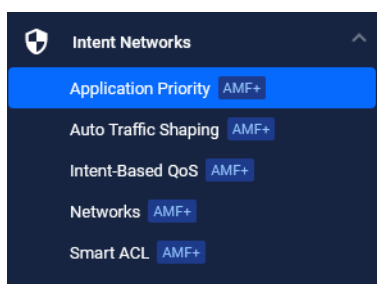 Intent Networks
Application Priority AMF+
Auto Traffic Shaping AMF+
Intent-Based QoS AMF+
Networks AMF+
Smart ACL AMF+